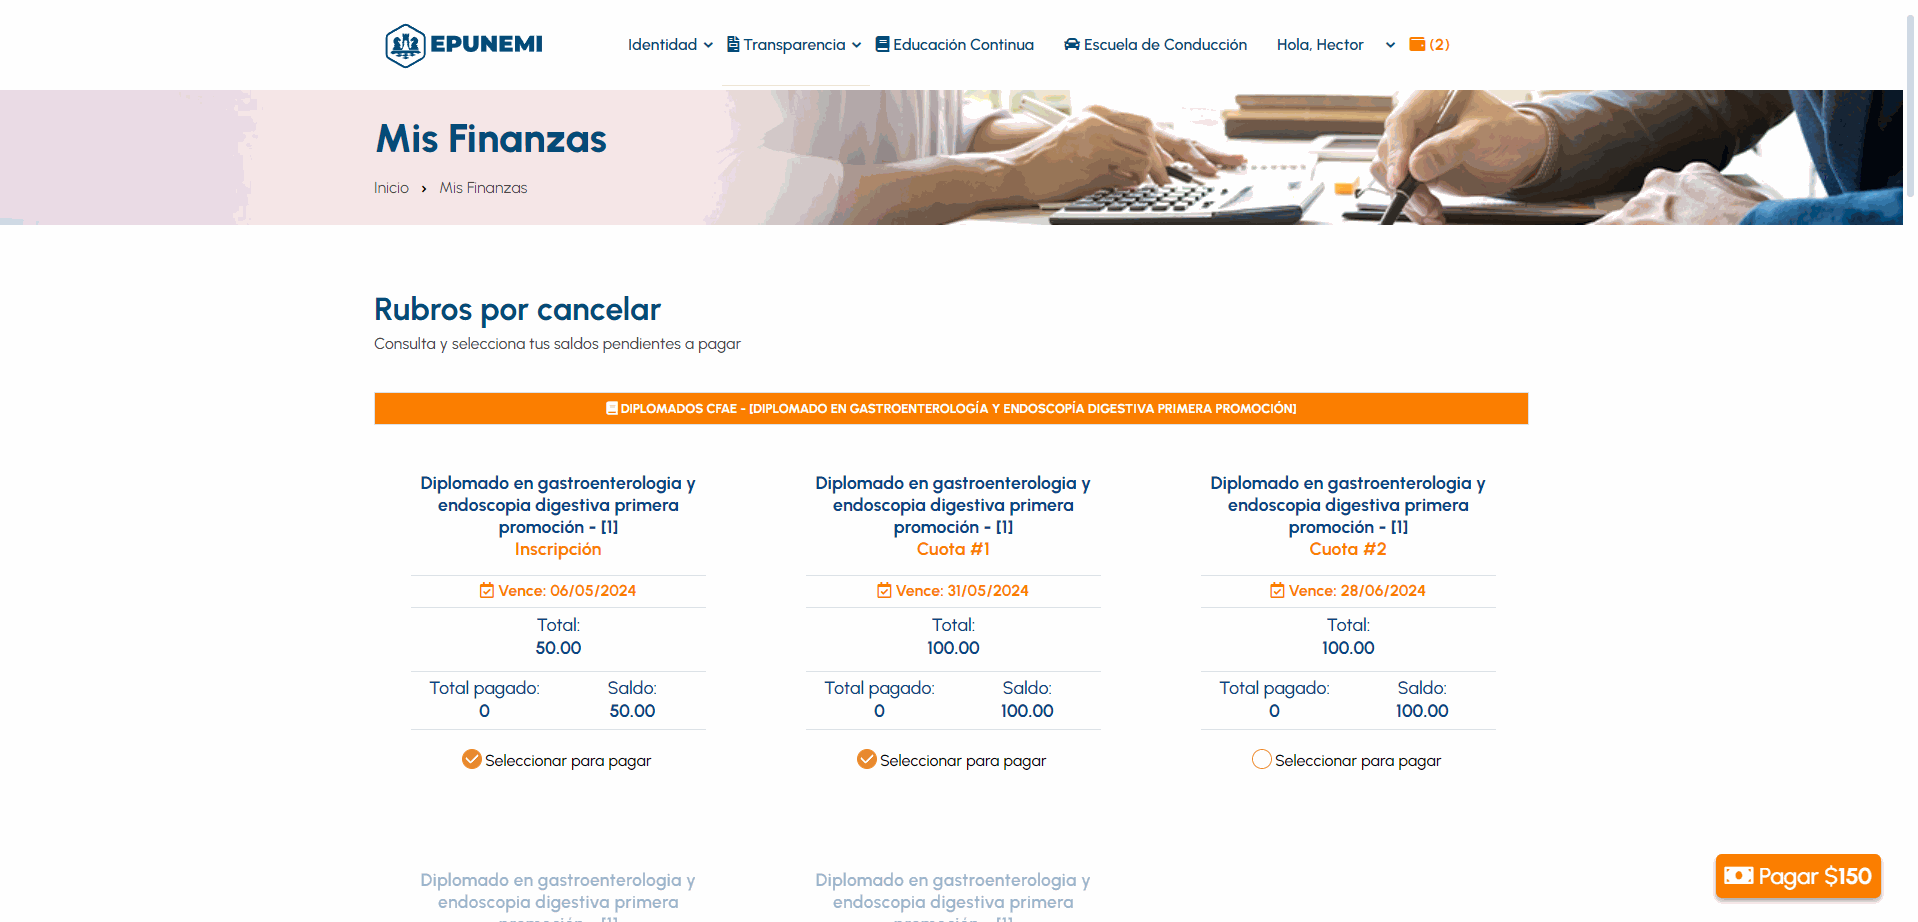 EPUNEMI
Identidad
Transparencia
Educación Continua
Escuela de Conducción
Hola, Hector
(2)
Mis Finanzas
Inicio › Mis Finanzas
Rubros por cancelar
Consulta y selecciona tus saldos pendientes a pagar
DIPLOMADOS CFAE - [DIPLOMADO EN GASTROENTEROLOGÍA Y ENDOSCOPÍA DIGESTIVA PRIMERA PROMOCIÓN]
Diplomado en gastroenterologia y
endoscopia digestiva primera
promoción - [1]
Inscripción
Vence: 06/05/2024
Total:
50.00
Total pagado:
0
Saldo:
50.00
Seleccionar para pagar
Diplomado en gastroenterologia y
endoscopia digestiva primera
promoción - [1]
Cuota #1
Vence: 31/05/2024
Total:
100.00
Total pagado:
0
Saldo:
100.00
Seleccionar para pagar
Diplomado en gastroenterologia y
endoscopia digestiva primera
promoción - [1]
Cuota #2
Vence: 28/06/2024
Total:
100.00
Total pagado:
0
Saldo:
100.00
Seleccionar para pagar
Diplomado en gastroenterologia y
endoscopia digestiva primera
promoción - [1]
Diplomado en gastroenterologia y
endoscopia digestiva primera
promoción - [1]
Pagar $150